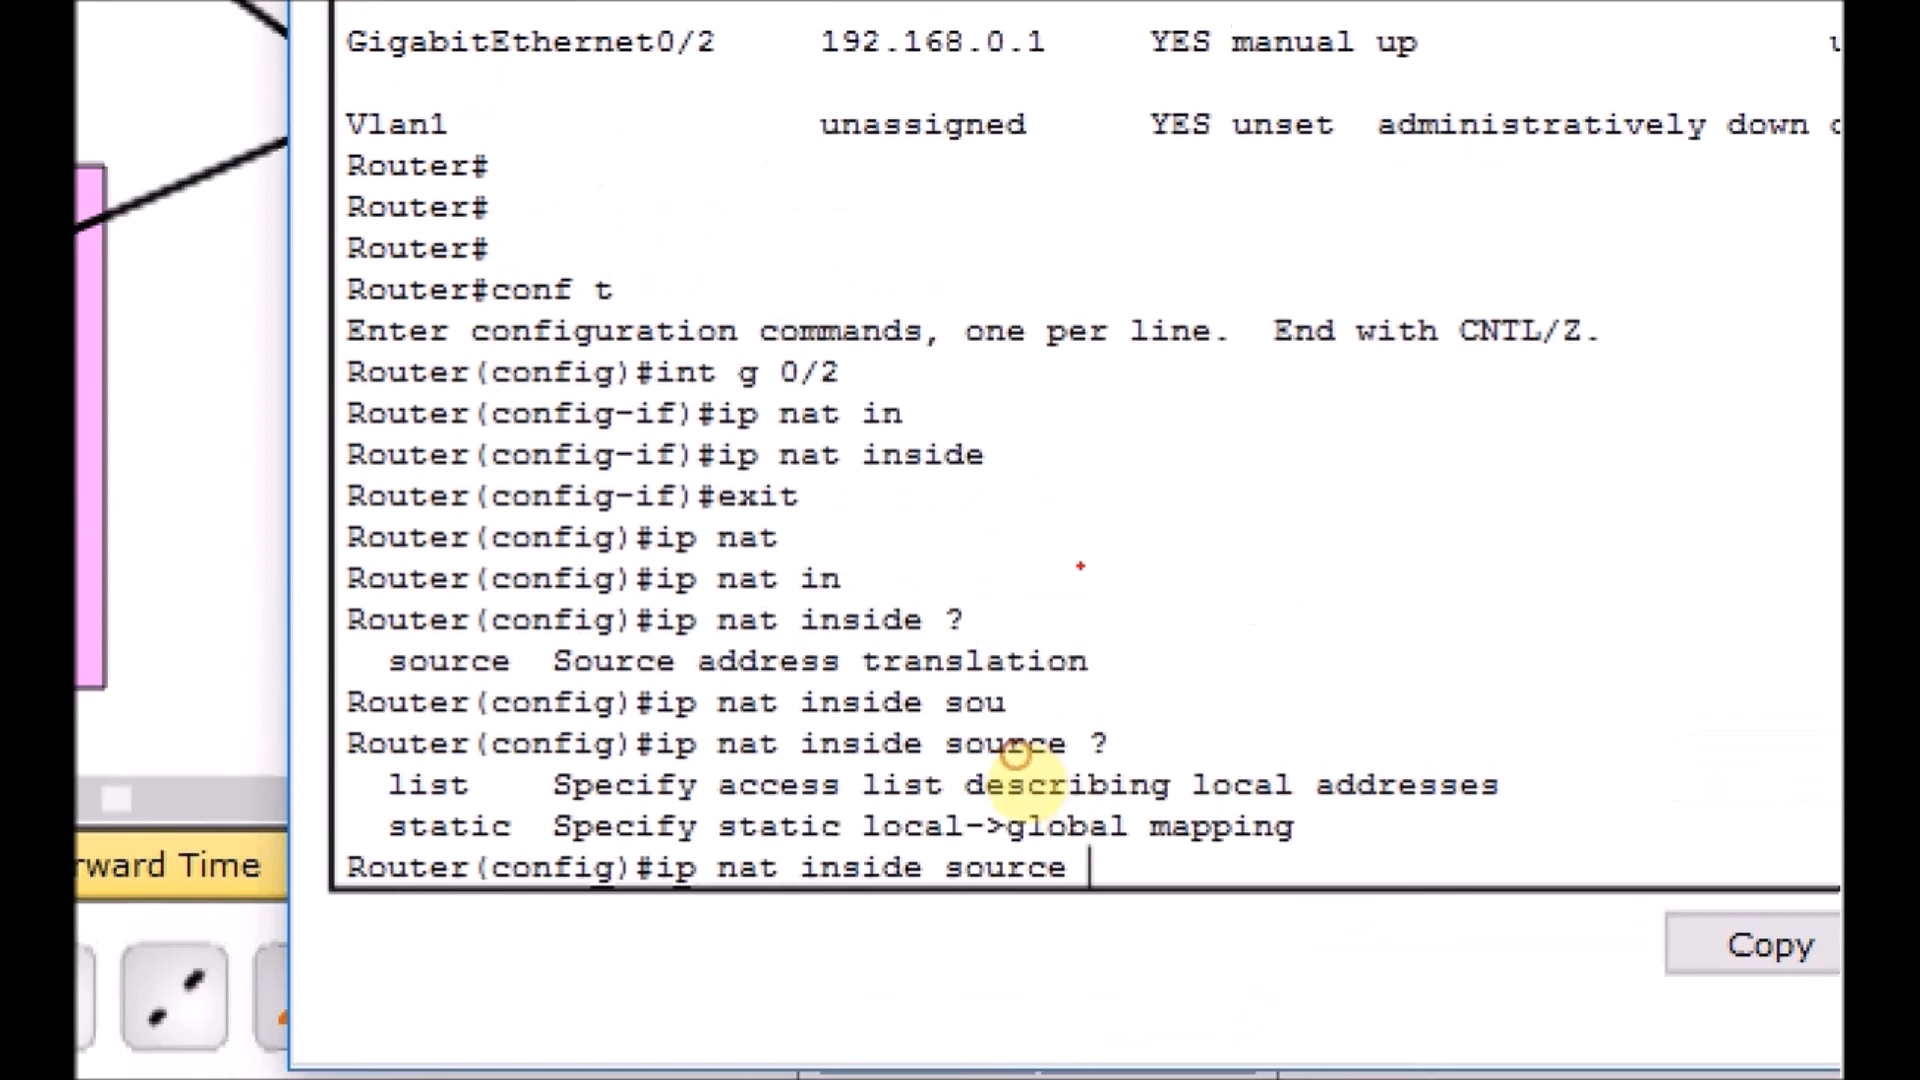 GigabitEthernet0/2 192.168.0.1 YES manual up
Vlan1 unassigned YES unset administratively down
Router#
Router#
Router#
Router#conf t
Enter configuration commands, one per line. End with CNTL/Z.
Router(config)#int g 0/2
Router(config-if)#ip nat in
Router(config-if)#ip nat inside
Router(config-if)#exit
Router(config)#ip nat
Router(config)#ip nat in
Router(config)#ip nat inside ?
source Source address translation
Router(config)#ip nat inside sou
Router(config)#ip nat inside source ?
list Specify access list describing local addresses
static Specify static local->global mapping
Router(config)#ip nat inside source
rward Time
Copy